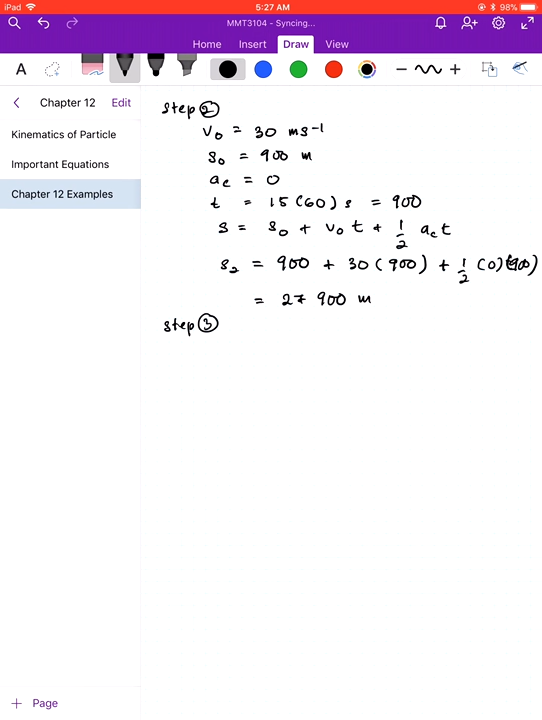 iPad 5:27 AM 98%
MMT3104 - Syncing...
Home Insert Draw View
A
Chapter 12 Edit
Kinematics of Particle
Important Equations
Chapter 12 Examples
+ Page
step ②
v₀ = 30 ms⁻¹
s₀ = 900 m
a꜀ = 0
t = 15(60) s = 900
s = s₀ + v₀ t + 1/2 a꜀ t
s₂ = 900 + 30(900) + 1/2 (0)(900)
= 27 900 m
step ③